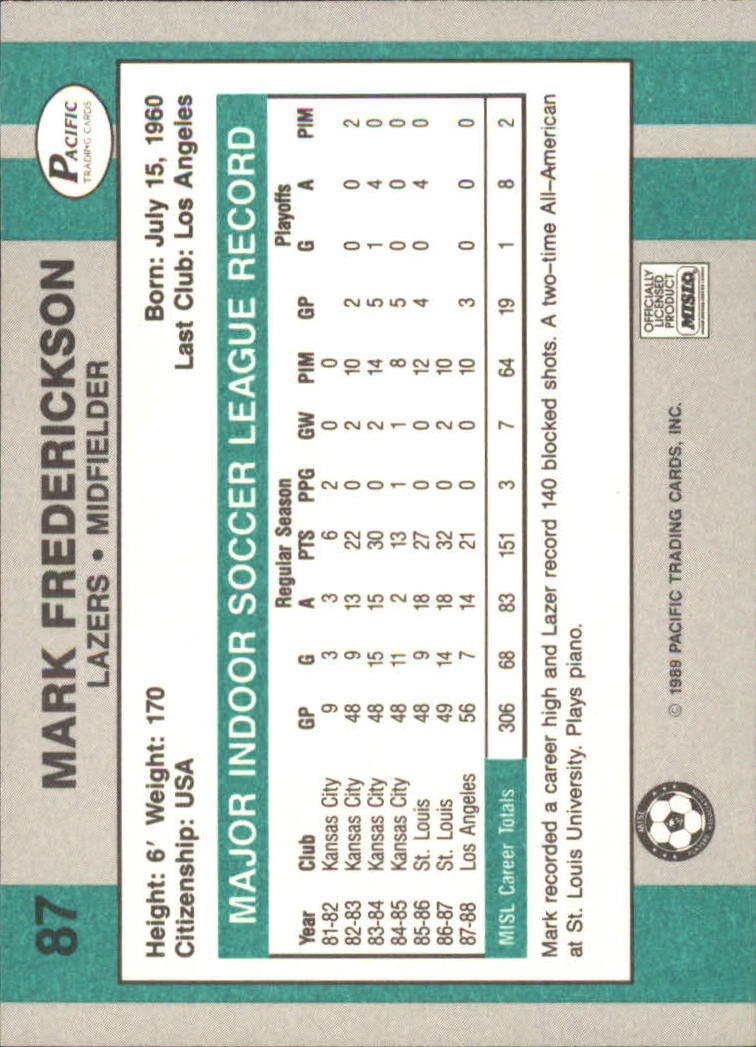 87
MARK FREDERICKSON
LAZERS • MIDFIELDER
PACIFIC
TRADING CARDS
Height: 6' Weight: 170 Born: July 15, 1960
Citizenship: USA Last Club: Los Angeles
MAJOR INDOOR SOCCER LEAGUE RECORD
Regular Season Playoffs
Year Club GP G A PTS PPG GW PIM GP G A PIM
81-82 Kansas City 9 3 3 6 2 0 0
82-83 Kansas City 48 9 13 22 0 2 10 2 0 0 2
83-84 Kansas City 48 15 15 30 0 2 14 5 1 4 0
84-85 Kansas City 48 11 2 13 1 1 8 5 0 0 0
85-86 St. Louis 48 9 18 27 0 0 12 4 0 4 0
86-87 St. Louis 49 14 18 32 0 2 10
87-88 Los Angeles 56 7 14 21 0 0 10 3 0 0 0
MISL Career Totals 306 68 83 151 3 7 64 19 1 8 2
Mark recorded a career high and Lazer record 140 blocked shots. A two-time All-American
at St. Louis University. Plays piano.
MISL
© 1989 PACIFIC TRADING CARDS, INC.
OFFICIALLY
LICENSED
PRODUCT
MISL